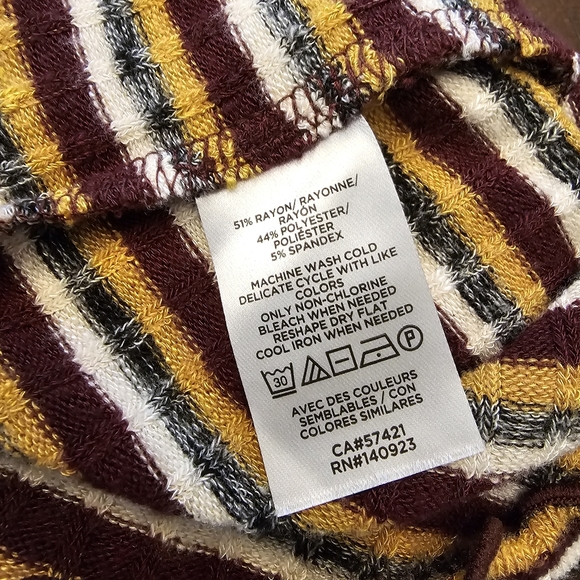 51% RAYON/RAYONNE/
RAYÓN
44% POLYESTER/
POLIÉSTER
5% SPANDEX
MACHINE WASH COLD
DELICATE CYCLE WITH LIKE
COLORS
ONLY NON-CHLORINE
BLEACH WHEN NEEDED
RESHAPE DRY FLAT
COOL IRON WHEN NEEDED
30 P
AVEC DES COULEURS
SEMBLABLES / CON
COLORES SIMILARES
CA#57421
RN#140923